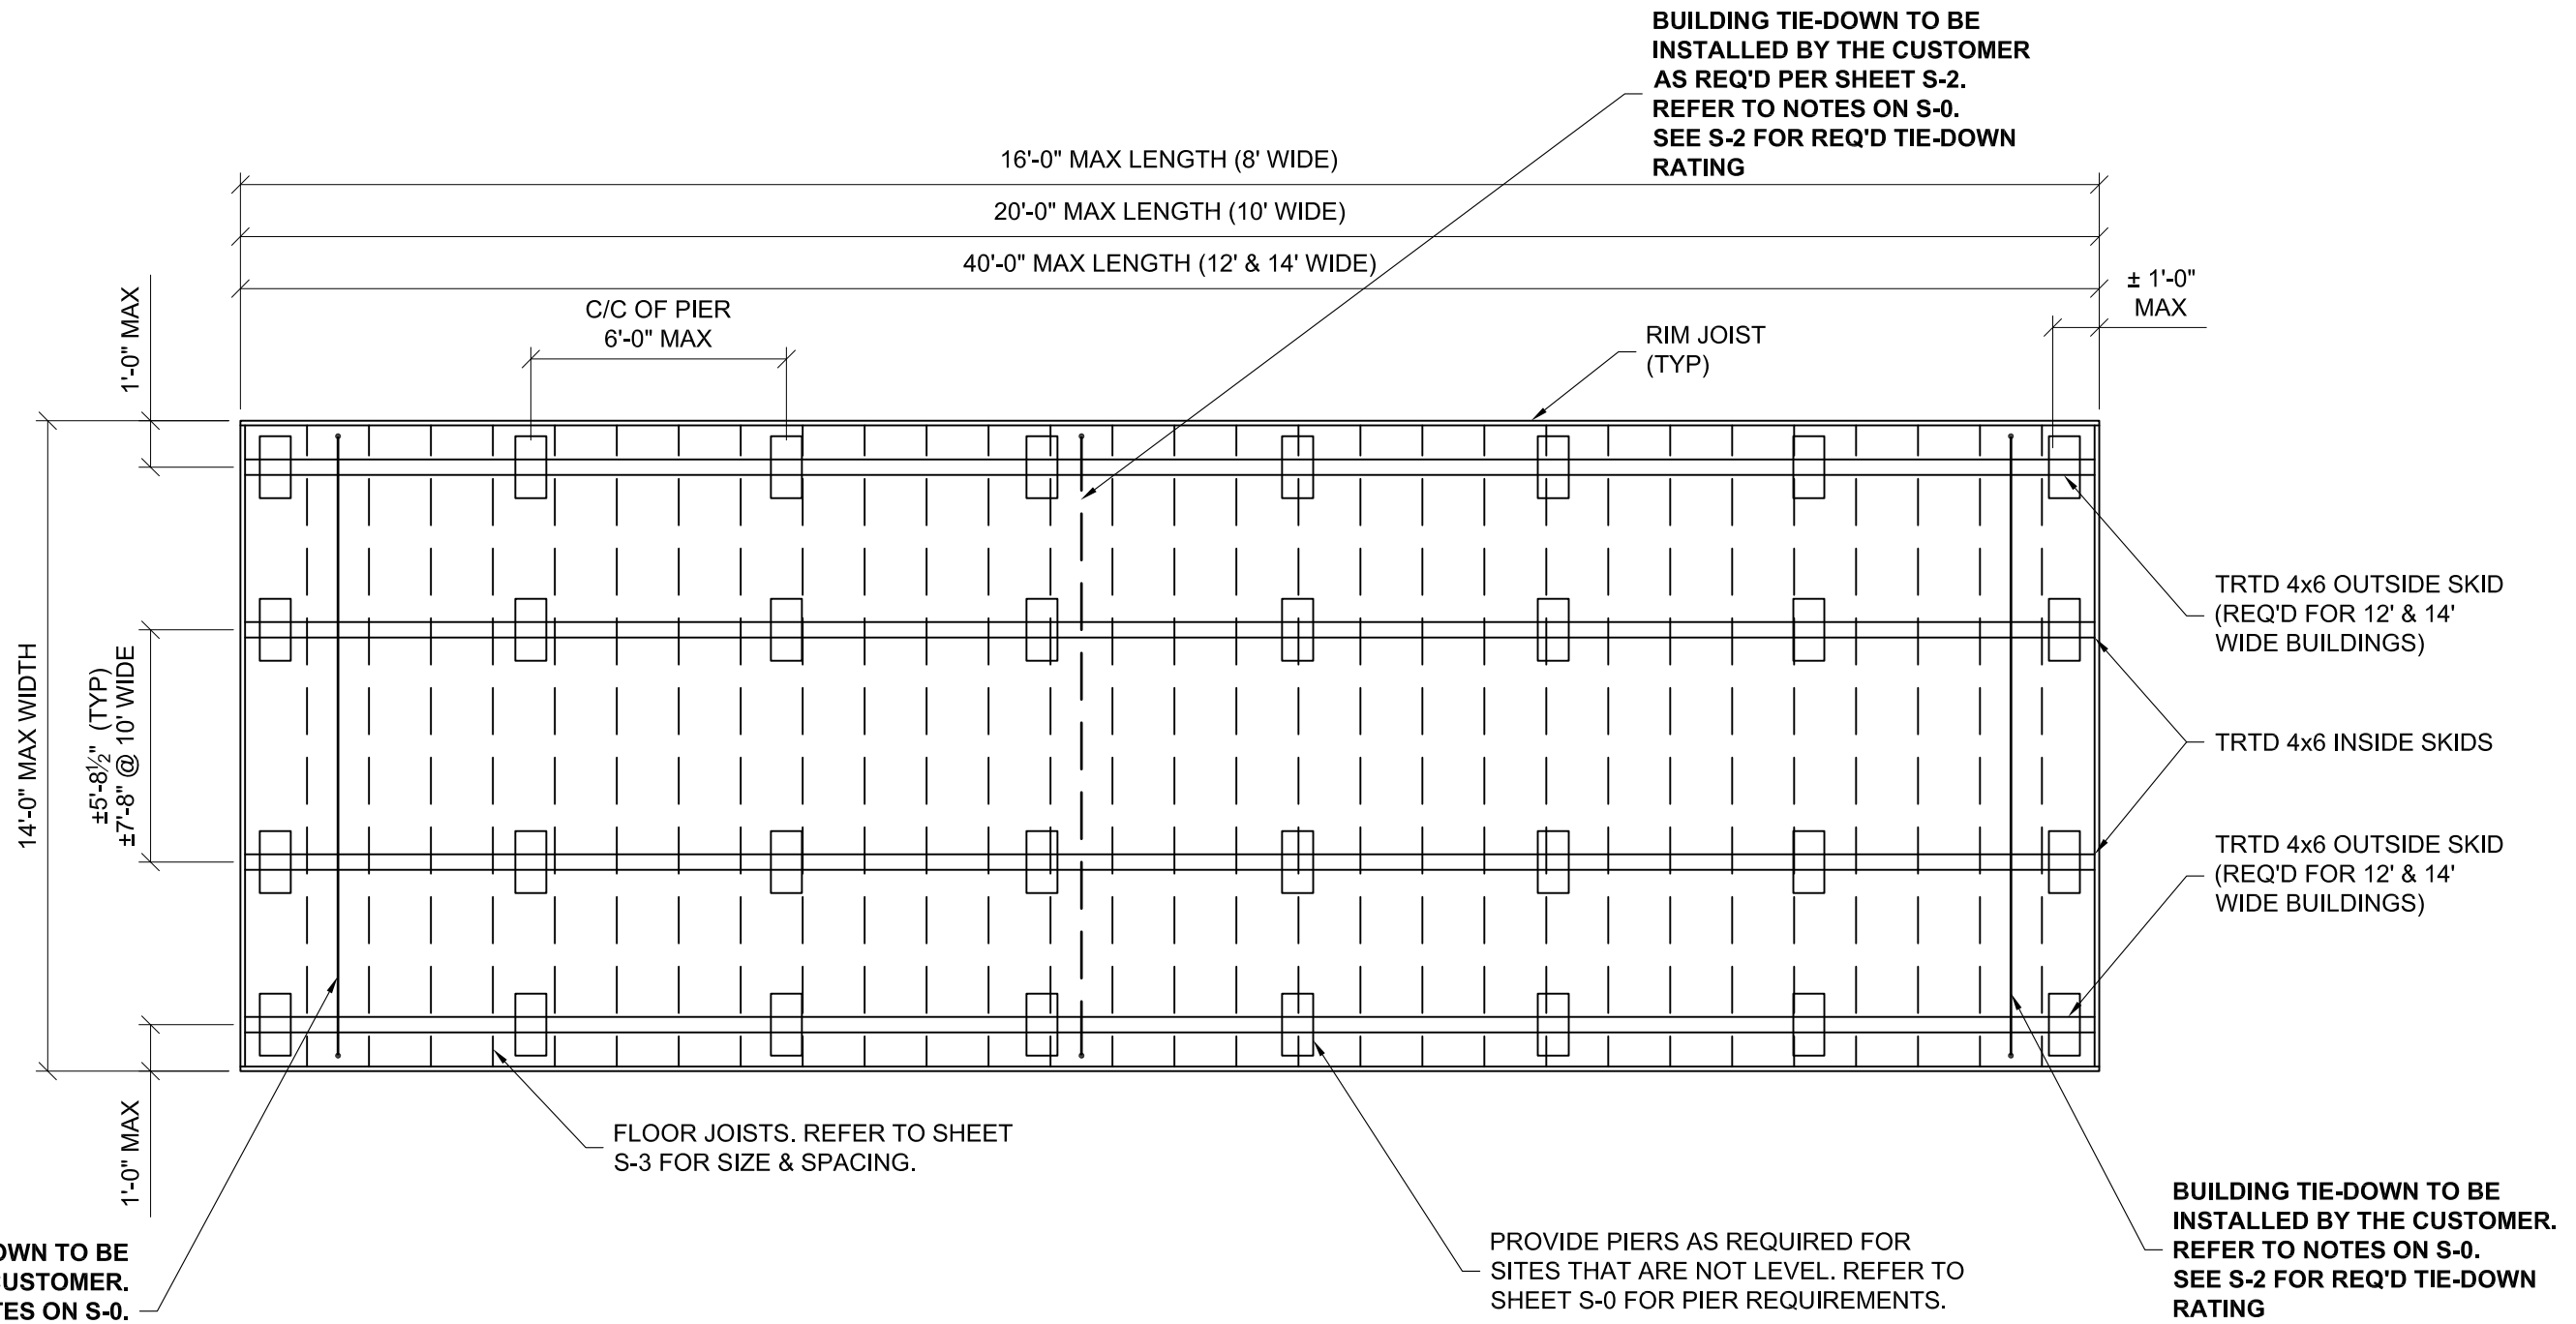 BUILDING TIE-DOWN TO BE
INSTALLED BY THE CUSTOMER
AS REQ'D PER SHEET S-2.
REFER TO NOTES ON S-0.
SEE S-2 FOR REQ'D TIE-DOWN
RATING
16'-0" MAX LENGTH (8' WIDE)
20'-0" MAX LENGTH (10' WIDE)
40'-0" MAX LENGTH (12' & 14' WIDE)
± 1'-0"
MAX
C/C OF PIER
6'-0" MAX
1'-0" MAX
RIM JOIST
(TYP)
14'-0" MAX WIDTH
±5'-8½" (TYP)
±7'-8" @ 10' WIDE
TRTD 4x6 OUTSIDE SKID
(REQ'D FOR 12' & 14'
WIDE BUILDINGS)
TRTD 4x6 INSIDE SKIDS
TRTD 4x6 OUTSIDE SKID
(REQ'D FOR 12' & 14'
WIDE BUILDINGS)
1'-0" MAX
FLOOR JOISTS. REFER TO SHEET
S-3 FOR SIZE & SPACING.
OWN TO BE
CUSTOMER.
TES ON S-0.
PROVIDE PIERS AS REQUIRED FOR
SITES THAT ARE NOT LEVEL. REFER TO
SHEET S-0 FOR PIER REQUIREMENTS.
BUILDING TIE-DOWN TO BE
INSTALLED BY THE CUSTOMER.
REFER TO NOTES ON S-0.
SEE S-2 FOR REQ'D TIE-DOWN
RATING